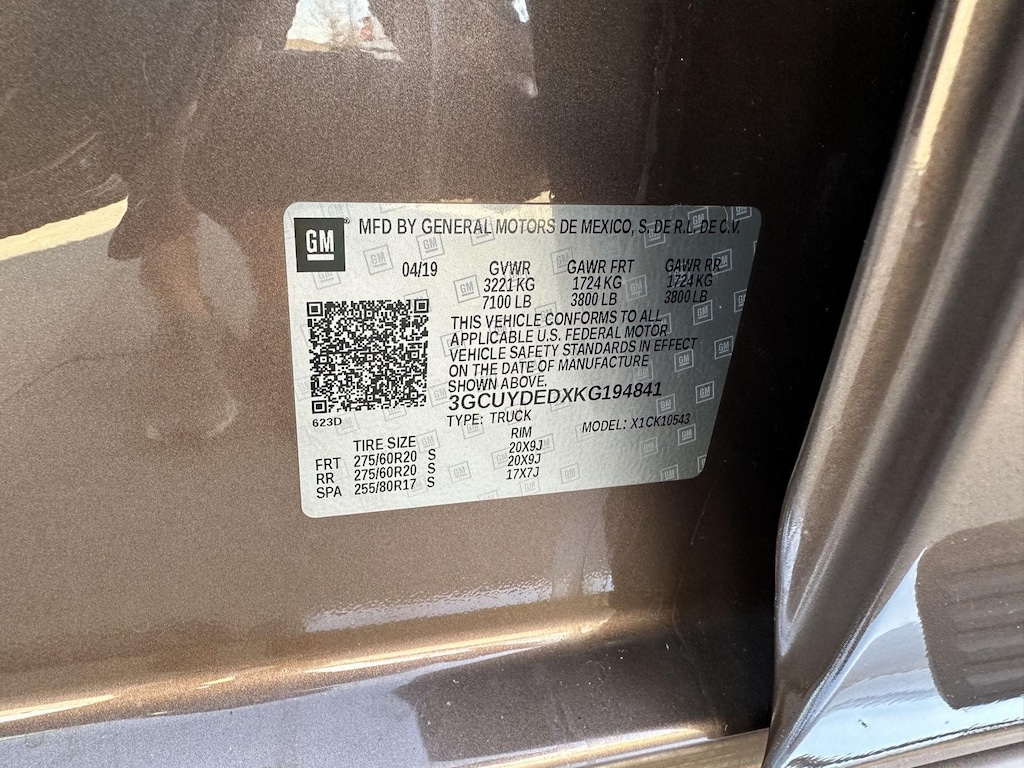 GM® MFD BY GENERAL MOTORS DE MEXICO, S. DE R.L. DE C.V.
04/19 GVWR GAWR FRT GAWR RR
3221 KG 1724 KG 1724 KG
7100 LB 3800 LB 3800 LB
THIS VEHICLE CONFORMS TO ALL
APPLICABLE U.S. FEDERAL MOTOR
VEHICLE SAFETY STANDARDS IN EFFECT
ON THE DATE OF MANUFACTURE
SHOWN ABOVE.
3GCUYDEDXKG194841
623D TYPE: TRUCK MODEL: X1CK10543
TIRE SIZE RIM
FRT 275/60R20 S 20X9J
RR 275/60R20 S 20X9J
SPA 255/80R17 S 17X7J